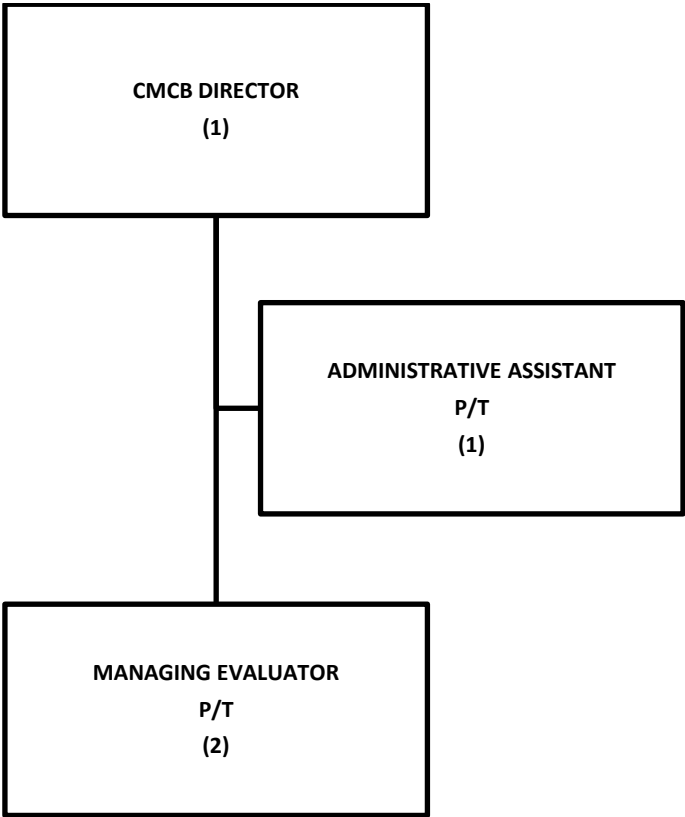 CMCB DIRECTOR
(1)
ADMINISTRATIVE ASSISTANT
P/T
(1)
MANAGING EVALUATOR
P/T
(2)